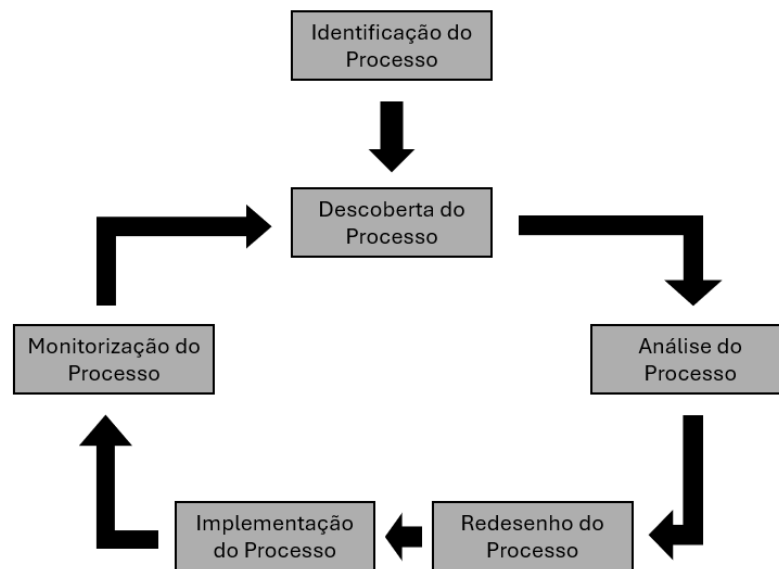 Identificação do
Processo
Descoberta do
Processo
Monitorização do
Processo
Análise do
Processo
Implementação
do Processo
Redesenho do
Processo